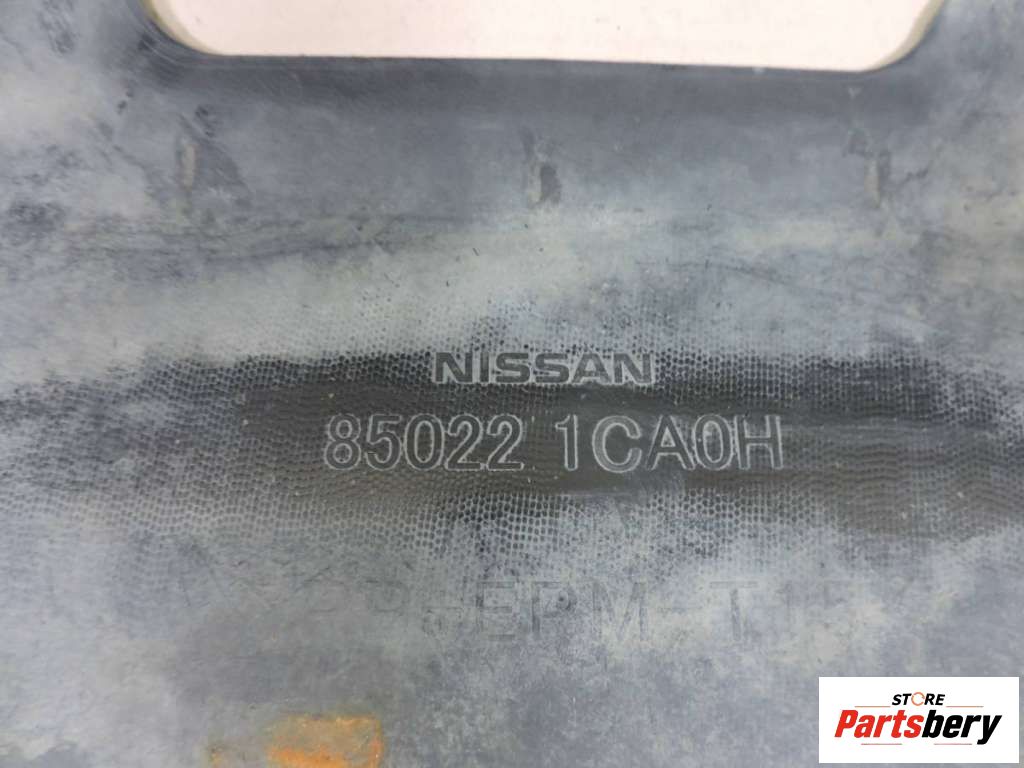 NISSAN
85022 1CA0H
STORE
Partsbery